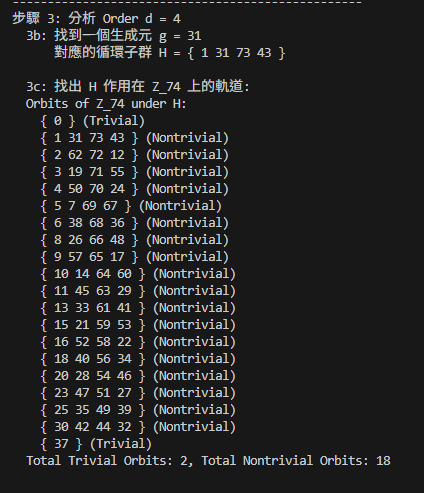 --------------------------------------------------
步驟 3: 分析 Order d = 4
3b: 找到一個生成元 g = 31
對應的循環子群 H = { 1 31 73 43 }
3c: 找出 H 作用在 Z_74 上的軌道:
Orbits of Z_74 under H:
{ 0 } (Trivial)
{ 1 31 73 43 } (Nontrivial)
{ 2 62 72 12 } (Nontrivial)
{ 3 19 71 55 } (Nontrivial)
{ 4 50 70 24 } (Nontrivial)
{ 5 7 69 67 } (Nontrivial)
{ 6 38 68 36 } (Nontrivial)
{ 8 26 66 48 } (Nontrivial)
{ 9 57 65 17 } (Nontrivial)
{ 10 14 64 60 } (Nontrivial)
{ 11 45 63 29 } (Nontrivial)
{ 13 33 61 41 } (Nontrivial)
{ 15 21 59 53 } (Nontrivial)
{ 16 52 58 22 } (Nontrivial)
{ 18 40 56 34 } (Nontrivial)
{ 20 28 54 46 } (Nontrivial)
{ 23 47 51 27 } (Nontrivial)
{ 25 35 49 39 } (Nontrivial)
{ 30 42 44 32 } (Nontrivial)
{ 37 } (Trivial)
Total Trivial Orbits: 2, Total Nontrivial Orbits: 18